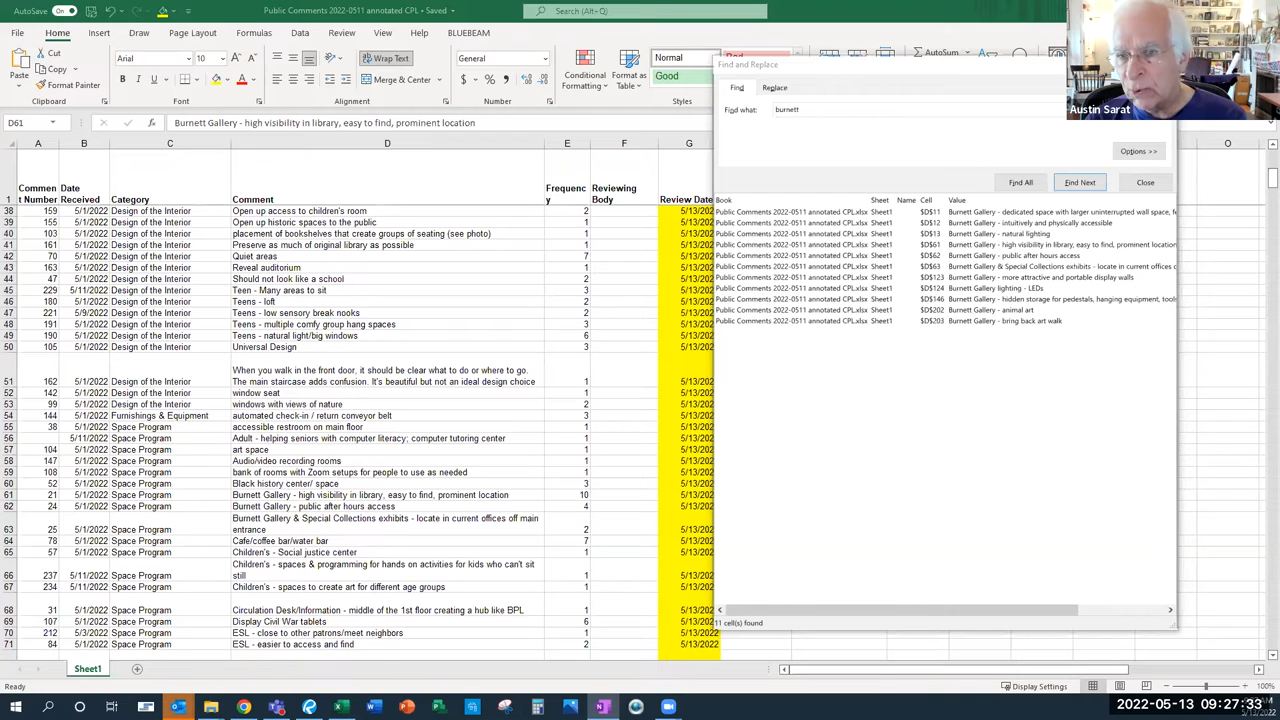 AutoSave On Public Comments 2022-0511 annotated CPL • Saved Search (Alt+Q)
File Home Insert Page Layout Formulas Data Review View Help BLUEBEAM
Cut
Copy
Format Painter
Paste
Clipboard
Arial 10
B I U
Font
Wrap Text
Merge & Center
Alignment
General
Number
Conditional Formatting
Format as Table
Normal
Good
Styles
AutoSum
Find and Replace
Find Replace
Find what: burnett
Options >>
Find All Find Next Close
Austin Sarat
D61 Burnett Gallery - high visibility in library, easy to find, prominent location
A B C D E F G O
1 Commen t Number Date Received Category Comment Frequenc y Reviewing Body Review Date
38 159 5/1/2022 Design of the Interior Open up access to children's room 2 5/13/202
39 155 5/1/2022 Design of the Interior Open up historic spaces to the public 1 5/13/202
40 103 5/1/2022 Design of the Interior placement of bookshelves that create groups of seating (see photo) 1 5/13/202
41 161 5/1/2022 Design of the Interior Preserve as much of original library as possible 2 5/13/202
42 70 5/1/2022 Design of the Interior Quiet areas 7 5/13/202
43 163 5/1/2022 Design of the Interior Reveal auditorium 1 5/13/202
44 47 5/1/2022 Design of the Interior Should not look like a school 2 5/13/202
45 229 5/11/2022 Design of the Interior Teen - Many areas to sit 3 5/13/202
46 180 5/1/2022 Design of the Interior Teens - loft 2 5/13/202
47 221 5/9/2022 Design of the Interior Teens - low sensory break nooks 1 5/13/202
48 191 5/1/2022 Design of the Interior Teens - multiple comfy group hang spaces 3 5/13/202
49 190 5/1/2022 Design of the Interior Teens - natural light/big windows 6 5/13/202
50 105 5/1/2022 Design of the Interior Universal Design 3 5/13/202
When you walk in the front door, it should be clear what to do or where to go.
51 162 5/1/2022 Design of the Interior The main staircase adds confusion. It's beautiful but not an ideal design choice 1 5/13/202
52 142 5/1/2022 Design of the Interior window seat 1 5/13/202
53 99 5/1/2022 Design of the Interior windows with views of nature 2 5/13/202
54 144 5/1/2022 Furnishings & Equipment automated check-in / return conveyor belt 3 5/13/202
55 38 5/1/2022 Space Program accessible restroom on main floor 1 5/13/202
56 5/11/2022 Space Program Adult - helping seniors with computer literacy; computer tutoring center 1 5/13/202
57 104 5/1/2022 Space Program art space 1 5/13/202
58 147 5/1/2022 Space Program Audio/video recording rooms 1 5/13/202
59 108 5/1/2022 Space Program bank of rooms with Zoom setups for people to use as needed 1 5/13/202
60 52 5/1/2022 Space Program Black history center/ space 3 5/13/202
61 21 5/1/2022 Space Program Burnett Gallery - high visibility in library, easy to find, prominent location 10 5/13/202
62 24 5/1/2022 Space Program Burnett Gallery - public after hours access 4 5/13/202
Burnett Gallery & Special Collections exhibits - locate in current offices off main
63 25 5/1/2022 Space Program entrance 2 5/13/202
64 78 5/1/2022 Space Program Cafe/coffee bar/water bar 7 5/13/202
65 57 5/1/2022 Space Program Children's - Social justice center 1 5/13/202
Children's - spaces & programming for hands on activities for kids who can't sit
66 237 5/11/2022 Space Program still 1 5/13/202
67 234 5/11/2022 Space Program Children's - spaces to create art for different age groups 1 5/13/202
68 31 5/1/2022 Space Program Circulation Desk/Information - middle of the 1st floor creating a hub like BPL 1 5/13/202
69 107 5/1/2022 Space Program Display Civil War tablets 6 5/13/202
70 212 5/3/2022 Space Program ESL - close to other patrons/meet neighbors 1 5/13/2022
71 84 5/1/2022 Space Program ESL - easier to access and find 2 5/13/2022
Book Sheet Name Cell Value
Public Comments 2022-0511 annotated CPL.xlsx Sheet1 $D$11 Burnett Gallery - dedicated space with larger uninterrupted wall space, fe
Public Comments 2022-0511 annotated CPL.xlsx Sheet1 $D$12 Burnett Gallery - intuitively and physically accessible
Public Comments 2022-0511 annotated CPL.xlsx Sheet1 $D$13 Burnett Gallery - natural lighting
Public Comments 2022-0511 annotated CPL.xlsx Sheet1 $D$61 Burnett Gallery - high visibility in library, easy to find, prominent location
Public Comments 2022-0511 annotated CPL.xlsx Sheet1 $D$62 Burnett Gallery - public after hours access
Public Comments 2022-0511 annotated CPL.xlsx Sheet1 $D$63 Burnett Gallery & Special Collections exhibits - locate in current offices o
Public Comments 2022-0511 annotated CPL.xlsx Sheet1 $D$123 Burnett Gallery - more attractive and portable display walls
Public Comments 2022-0511 annotated CPL.xlsx Sheet1 $D$124 Burnett Gallery lighting - LEDs
Public Comments 2022-0511 annotated CPL.xlsx Sheet1 $D$146 Burnett Gallery - hidden storage for pedestals, hanging equipment, tools
Public Comments 2022-0511 annotated CPL.xlsx Sheet1 $D$202 Burnett Gallery - animal art
Public Comments 2022-0511 annotated CPL.xlsx Sheet1 $D$203 Burnett Gallery - bring back art walk
11 cell(s) found
Sheet1
Ready Display Settings 100%
2022-05-13 09:27:33